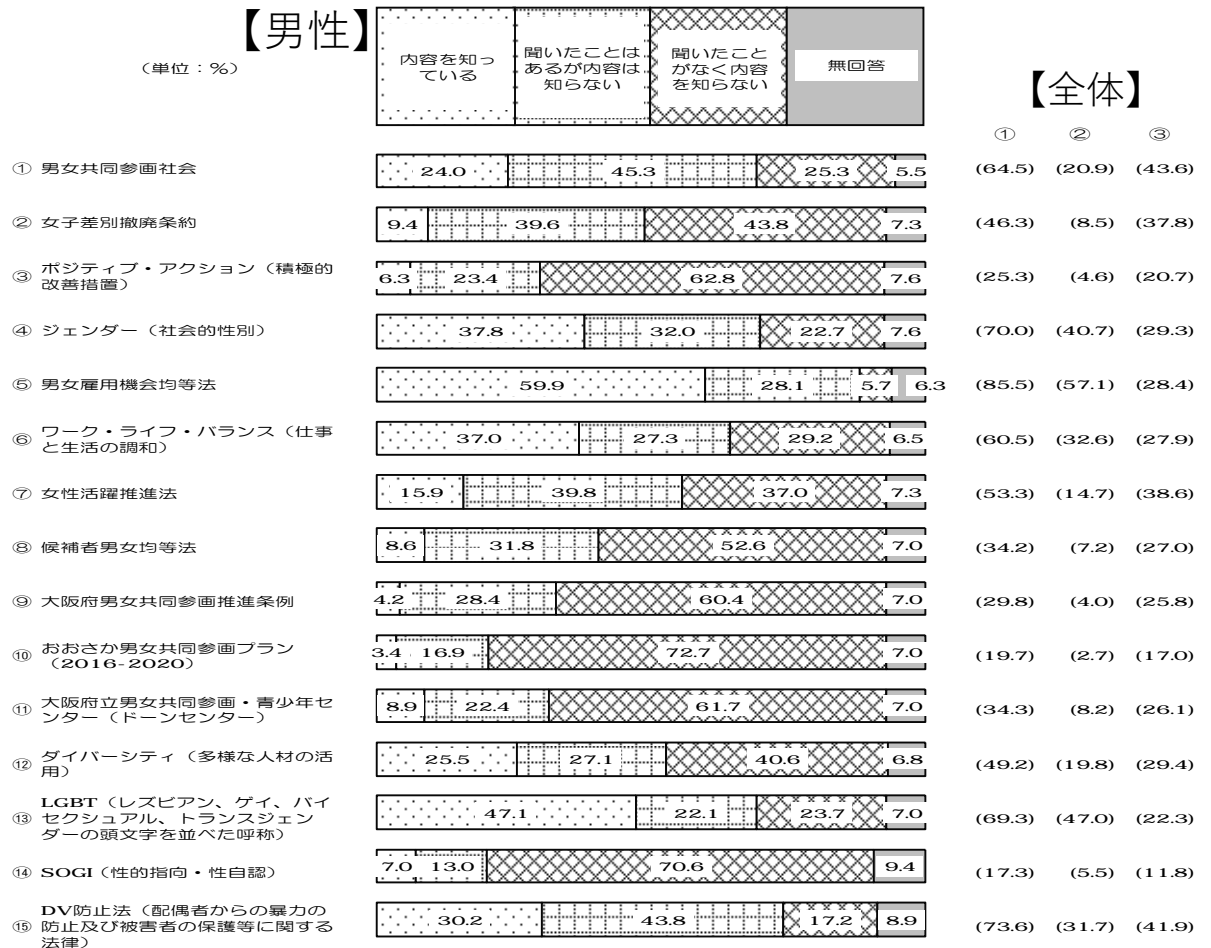 【男性】
（単位：％）
内容を知っ
ている
聞いたことは
あるが内容は
知らない
聞いたこと
がなく内容
を知らない
無回答
【全体】
① ② ③
① 男女共同参画社会 24.0 45.3 25.3 5.5 (64.5) (20.9) (43.6)
② 女子差別撤廃条約 9.4 39.6 43.8 7.3 (46.3) (8.5) (37.8)
③ ポジティブ・アクション（積極的
改善措置） 6.3 23.4 62.8 7.6 (25.3) (4.6) (20.7)
④ ジェンダー（社会的性別） 37.8 32.0 22.7 7.6 (70.0) (40.7) (29.3)
⑤ 男女雇用機会均等法 59.9 28.1 5.7 6.3 (85.5) (57.1) (28.4)
⑥ ワーク・ライフ・バランス（仕事
と生活の調和） 37.0 27.3 29.2 6.5 (60.5) (32.6) (27.9)
⑦ 女性活躍推進法 15.9 39.8 37.0 7.3 (53.3) (14.7) (38.6)
⑧ 候補者男女均等法 8.6 31.8 52.6 7.0 (34.2) (7.2) (27.0)
⑨ 大阪府男女共同参画推進条例 4.2 28.4 60.4 7.0 (29.8) (4.0) (25.8)
⑩ おおさか男女共同参画プラン
（2016-2020） 3.4 16.9 72.7 7.0 (19.7) (2.7) (17.0)
⑪ 大阪府立男女共同参画・青少年セ
ンター（ドーンセンター） 8.9 22.4 61.7 7.0 (34.3) (8.2) (26.1)
⑫ ダイバーシティ（多様な人材の活
用） 25.5 27.1 40.6 6.8 (49.2) (19.8) (29.4)
⑬ LGBT（レズビアン、ゲイ、バイ
セクシュアル、トランスジェン
ダーの頭文字を並べた呼称） 47.1 22.1 23.7 7.0 (69.3) (47.0) (22.3)
⑭ SOGI（性的指向・性自認） 7.0 13.0 70.6 9.4 (17.3) (5.5) (11.8)
⑮ DV防止法（配偶者からの暴力の
防止及び被害者の保護等に関する
法律） 30.2 43.8 17.2 8.9 (73.6) (31.7) (41.9)